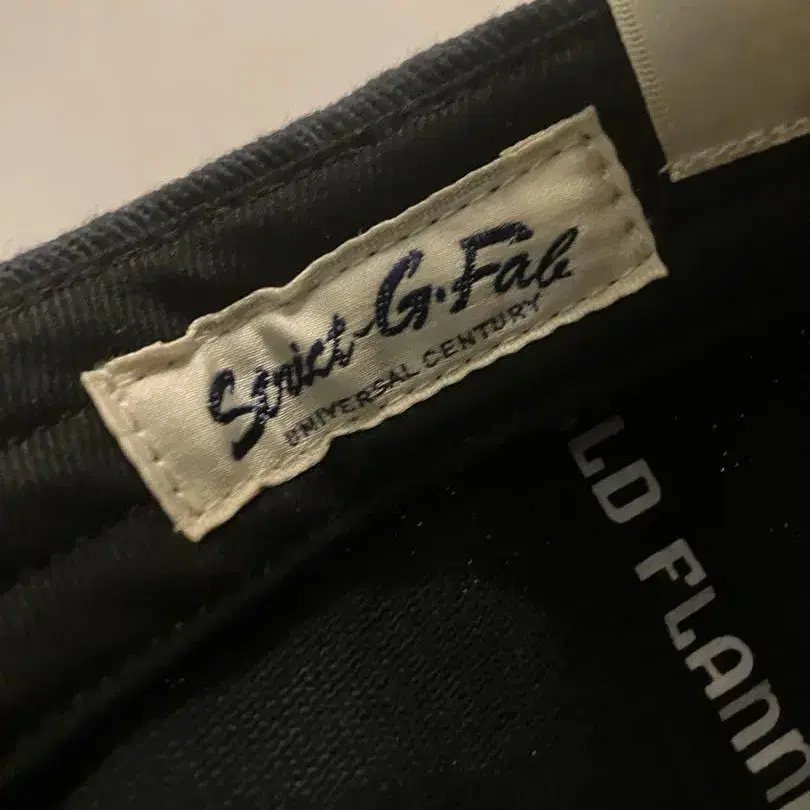 Strict-G.Fab
UNIVERSAL CENTURY
LD FLANN